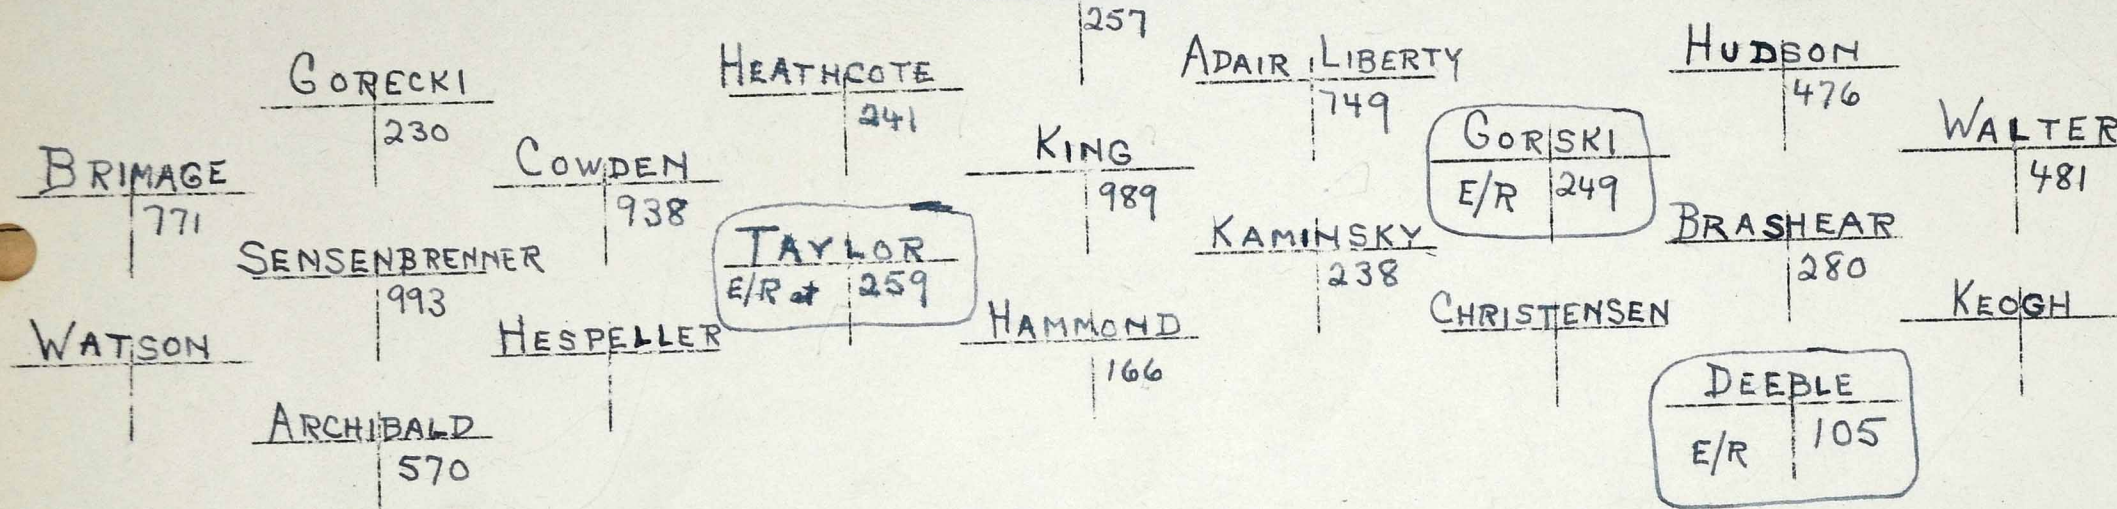 257
GORECKI
230
HEATHCOTE
241
ADAIR LIBERTY
749
HUDSON
476
BRIMAGE
771
COWDEN
938
KING
989
GORSKI
E/R 249
WALTER
481
SENSENBRENNER
993
TAYLOR
E/R at 259
KAMINSKY
238
BRASHEAR
280
WATSON
HESPELLER
HAMMOND
166
CHRISTENSEN
KEOGH
ARCHIBALD
570
DEEBLE
E/R 105